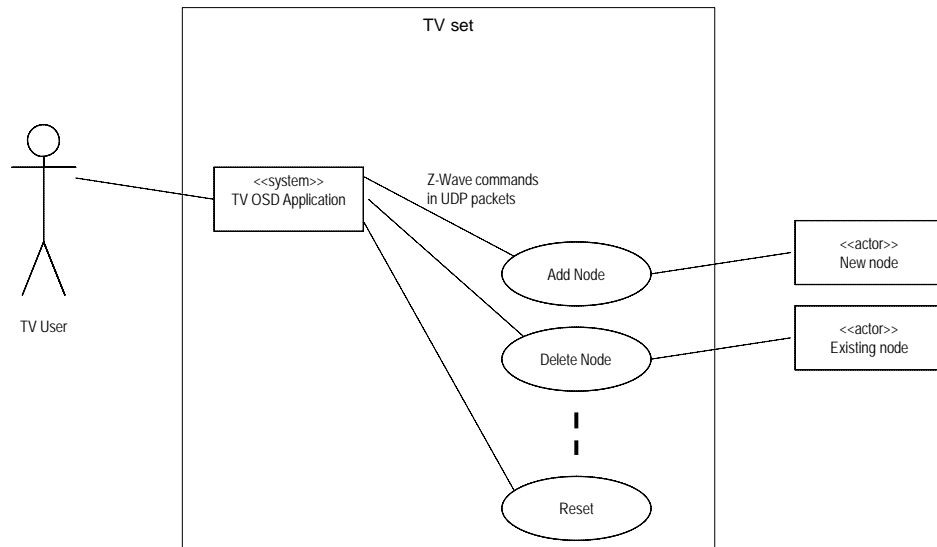 TV set
<<system>>
TV OSD Application
Z-Wave commands
in UDP packets
Add Node
<<actor>>
New node
TV User
Delete Node
<<actor>>
Existing node
Reset